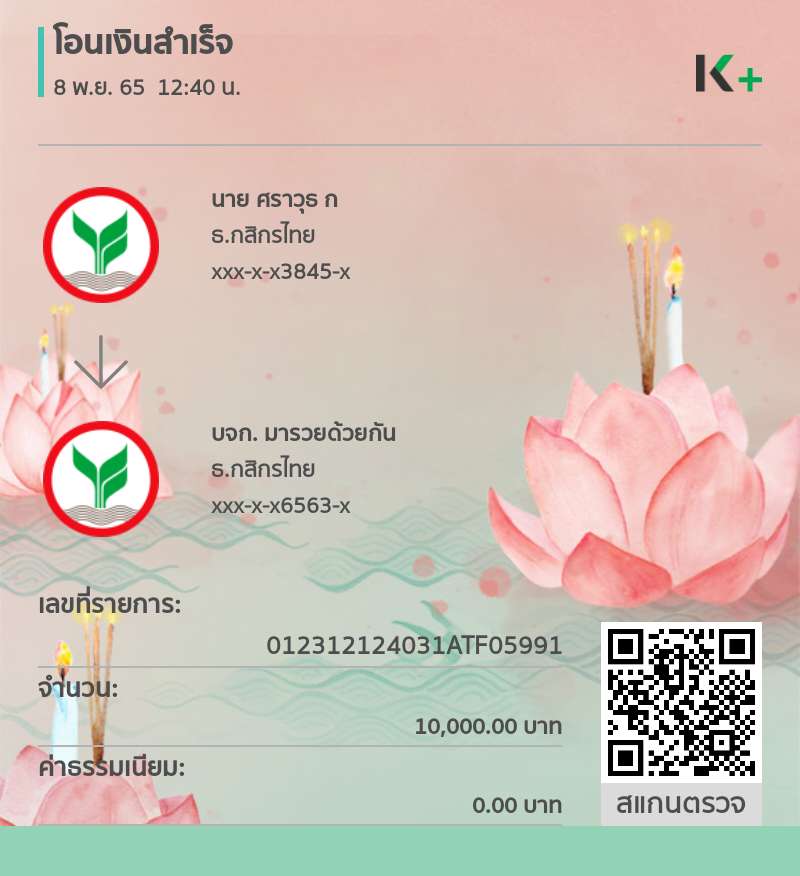 โอนเงินสำเร็จ
8 พ.ย. 65  12:40 น.
K+
นาย ศราวุธ ก
ธ.กสิกรไทย
xxx-x-x3845-x
บจก. มารวยด้วยกัน
ธ.กสิกรไทย
xxx-x-x6563-x
เลขที่รายการ:
012312124031ATF05991
จำนวน:
10,000.00 บาท
ค่าธรรมเนียม:
0.00 บาท
สแกนตรวจ